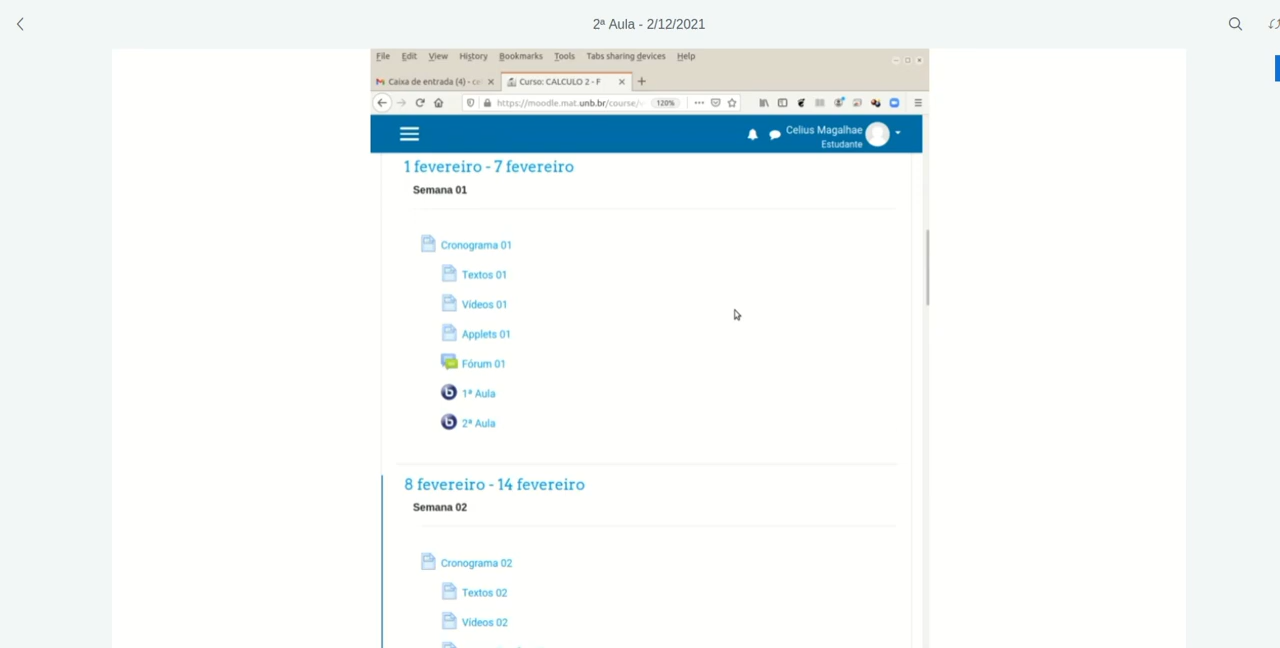 2ª Aula - 2/12/2021
File Edit View History Bookmarks Tools Tabs sharing devices Help
Caixa de entrada (4) - ce
Curso: CALCULO 2 - F
https://moodle.mat.unb.br/course/ 120%
Celius Magalhae
Estudante
1 fevereiro - 7 fevereiro
Semana 01
Cronograma 01
Textos 01
Vídeos 01
Applets 01
Fórum 01
1ª Aula
2ª Aula
8 fevereiro - 14 fevereiro
Semana 02
Cronograma 02
Textos 02
Vídeos 02